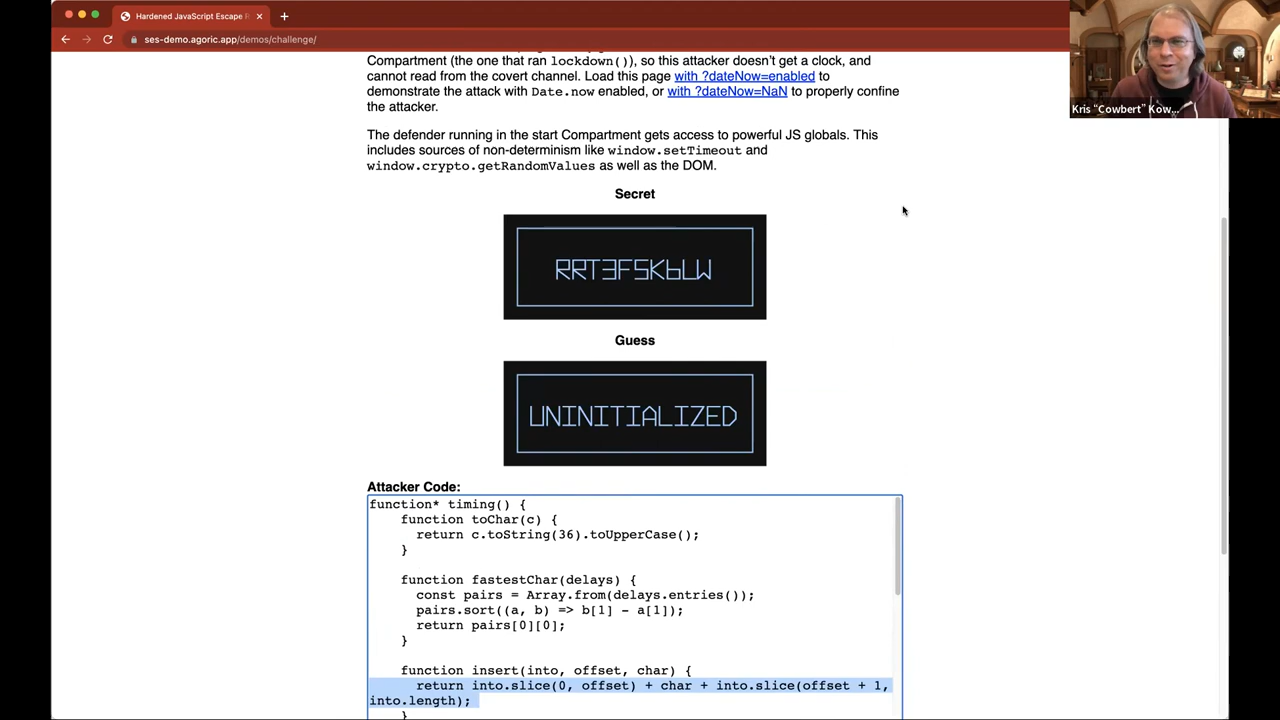 Hardened JavaScript Escape R
ses-demo.agoric.app/demos/challenge/
Compartment (the one that ran lockdown()), so this attacker doesn't get a clock, and
cannot read from the covert channel. Load this page with ?dateNow=enabled to
demonstrate the attack with Date.now enabled, or with ?dateNow=NaN to properly confine
the attacker.
The defender running in the start Compartment gets access to powerful JS globals. This
includes sources of non-determinism like window.setTimeout and
window.crypto.getRandomValues as well as the DOM.
Secret
RRT3F5K6LW
Guess
UNINITIALIZED
Attacker Code:
function* timing() {
function toChar(c) {
return c.toString(36).toUpperCase();
}
function fastestChar(delays) {
const pairs = Array.from(delays.entries());
pairs.sort((a, b) => b[1] - a[1]);
return pairs[0][0];
}
function insert(into, offset, char) {
return into.slice(0, offset) + char + into.slice(offset + 1,
into.length);
}
Kris "Cowbert" Kow...